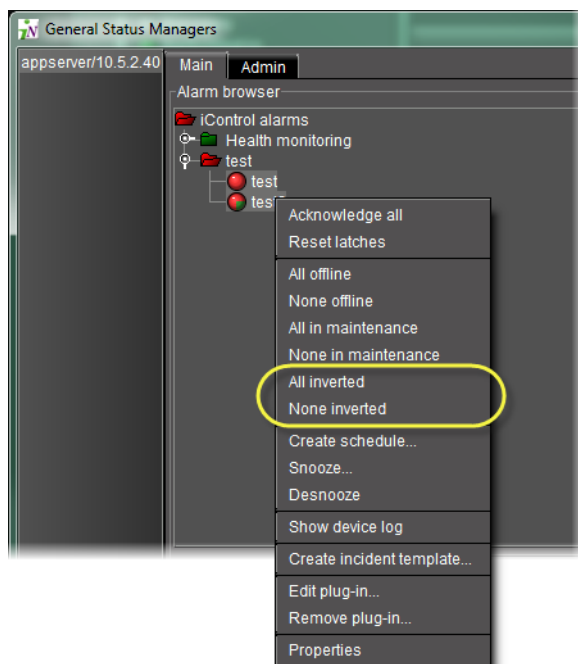 General Status Managers
appserver/10.5.2.40
Main
Admin
Alarm browser
iControl alarms
Health monitoring
test
test
Acknowledge all
Reset latches
All offline
None offline
All in maintenance
None in maintenance
All inverted
None inverted
Create schedule...
Snooze...
Desnooze
Show device log
Create incident template...
Edit plug-in...
Remove plug-in...
Properties